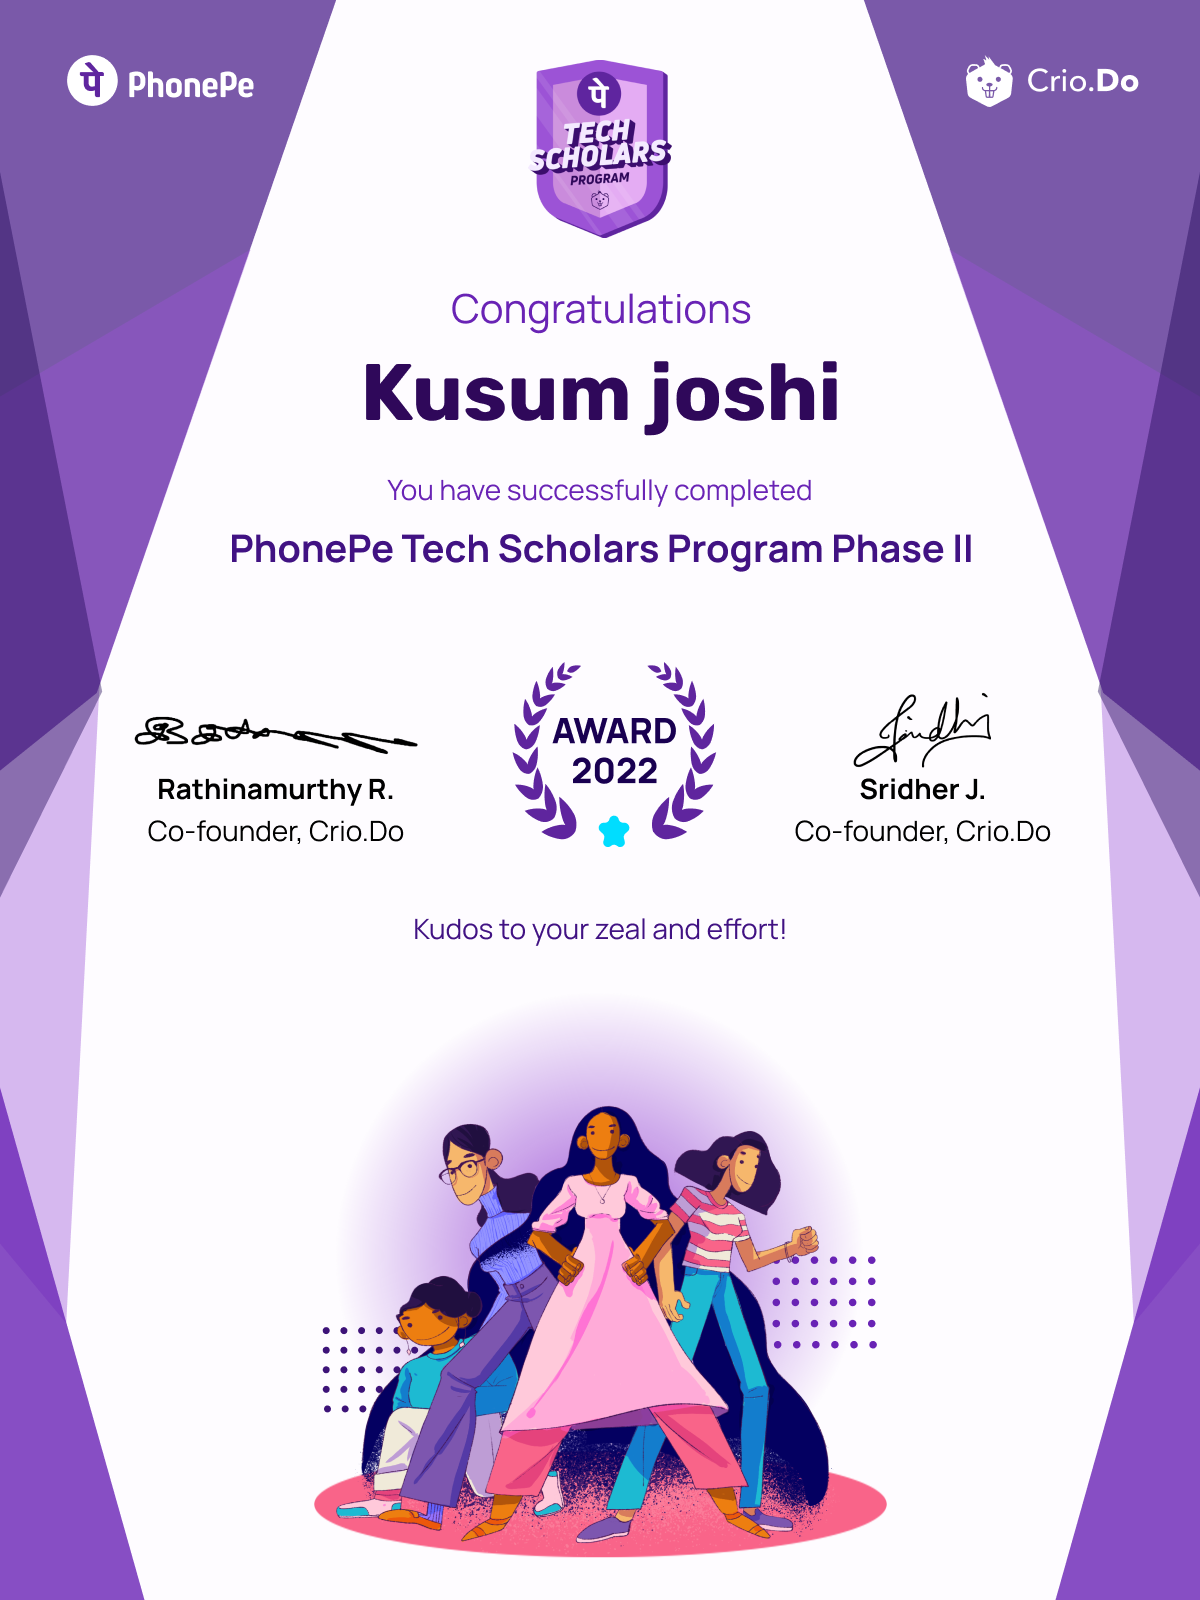 पे PhonePe
Crio.Do
पे
TECH
SCHOLARS
PROGRAM
Congratulations
Kusum joshi
You have successfully completed
PhonePe Tech Scholars Program Phase II
AWARD
2022
Rathinamurthy R.
Co-founder, Crio.Do
Sridher J.
Co-founder, Crio.Do
Kudos to your zeal and effort!